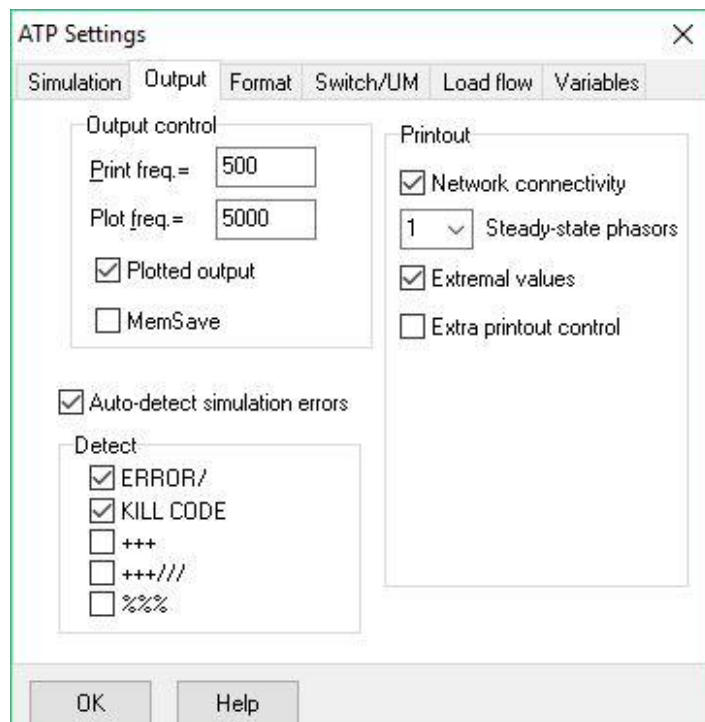 ATP Settings
Simulation Output Format Switch/UM Load flow Variables
Output control
Print freq.= 500
Plot freq.= 5000
Plotted output
MemSave
Auto-detect simulation errors
Detect
ERROR/
KILL CODE
+++
+++///
%%%
Printout
Network connectivity
1 Steady-state phasors
Extremal values
Extra printout control
OK Help